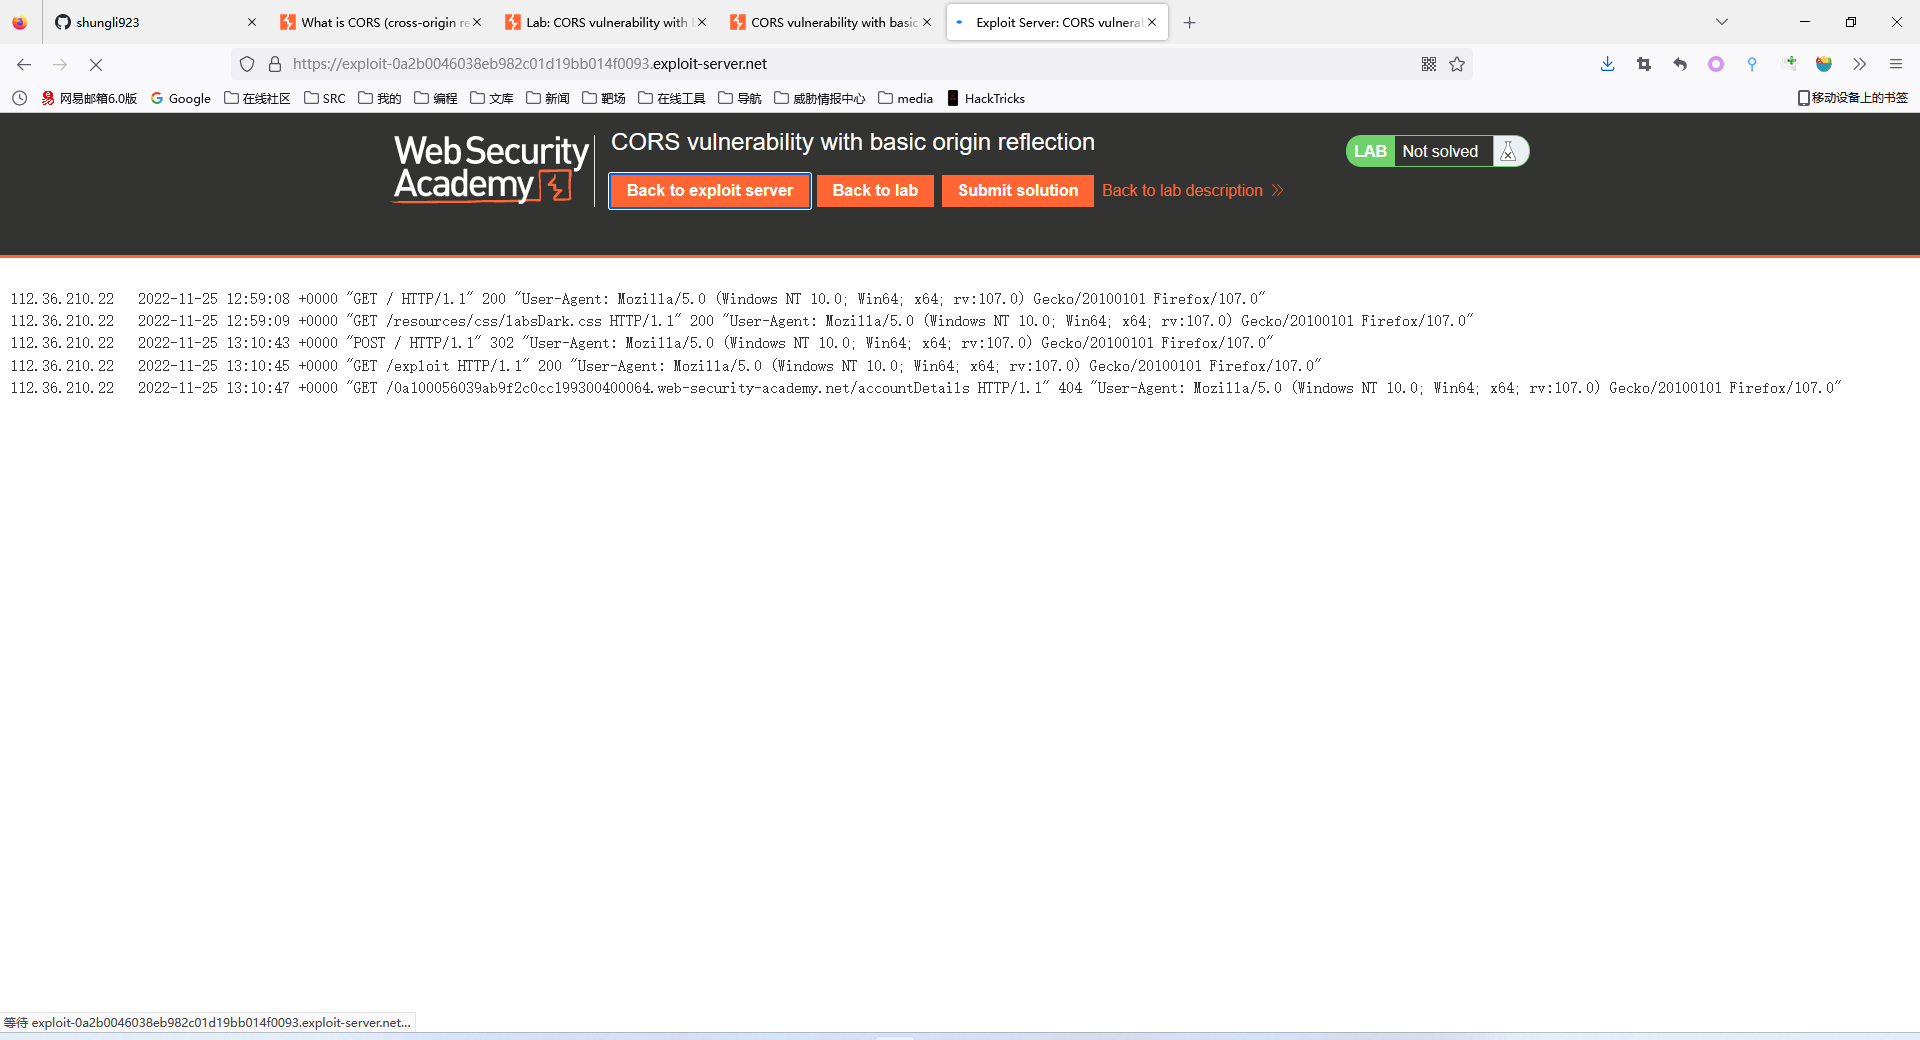 shungli923
What is CORS (cross-origin re
Lab: CORS vulnerability with
CORS vulnerability with basic
Exploit Server: CORS vulnera
https://exploit-0a2b0046038eb982c01d19bb014f0093.exploit-server.net
网易邮箱6.0版
Google
在线社区
SRC
我的
编程
文库
新闻
靶场
在线工具
导航
威胁情报中心
media
HackTricks
移动设备上的书签
Web Security
Academy
CORS vulnerability with basic origin reflection
Back to exploit server
Back to lab
Submit solution
Back to lab description
LAB
Not solved
112.36.210.22 2022-11-25 12:59:08 +0000 "GET / HTTP/1.1" 200 "User-Agent: Mozilla/5.0 (Windows NT 10.0; Win64; x64; rv:107.0) Gecko/20100101 Firefox/107.0"
112.36.210.22 2022-11-25 12:59:09 +0000 "GET /resources/css/labsDark.css HTTP/1.1" 200 "User-Agent: Mozilla/5.0 (Windows NT 10.0; Win64; x64; rv:107.0) Gecko/20100101 Firefox/107.0"
112.36.210.22 2022-11-25 13:10:43 +0000 "POST / HTTP/1.1" 302 "User-Agent: Mozilla/5.0 (Windows NT 10.0; Win64; x64; rv:107.0) Gecko/20100101 Firefox/107.0"
112.36.210.22 2022-11-25 13:10:45 +0000 "GET /exploit HTTP/1.1" 200 "User-Agent: Mozilla/5.0 (Windows NT 10.0; Win64; x64; rv:107.0) Gecko/20100101 Firefox/107.0"
112.36.210.22 2022-11-25 13:10:47 +0000 "GET /0a100056039ab9f2c0cc199300400064.web-security-academy.net/accountDetails HTTP/1.1" 404 "User-Agent: Mozilla/5.0 (Windows NT 10.0; Win64; x64; rv:107.0) Gecko/20100101 Firefox/107.0"
等待 exploit-0a2b0046038eb982c01d19bb014f0093.exploit-server.net...